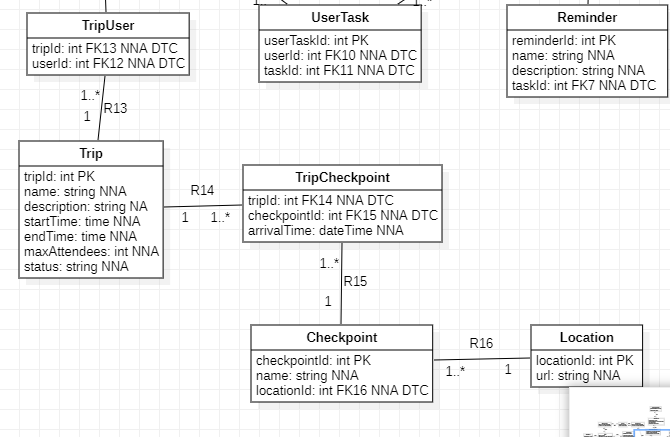 TripUser
tripId: int FK13 NNA DTC
userId: int FK12 NNA DTC
UserTask
userTaskId: int PK
userId: int FK10 NNA DTC
taskId: int FK11 NNA DTC
Reminder
reminderId: int PK
name: string NNA
description: string NNA
taskId: int FK7 NNA DTC
1..*
R13
1
Trip
tripId: int PK
name: string NNA
description: string NA
startTime: time NNA
endTime: time NNA
maxAttendees: int NNA
status: string NNA
R14
1 1..*
TripCheckpoint
tripId: int FK14 NNA DTC
checkpointId: int FK15 NNA DTC
arrivalTime: dateTime NNA
1..*
R15
1
Checkpoint
checkpointId: int PK
name: string NNA
locationId: int FK16 NNA DTC
R16
1..* 1
Location
locationId: int PK
url: string NNA